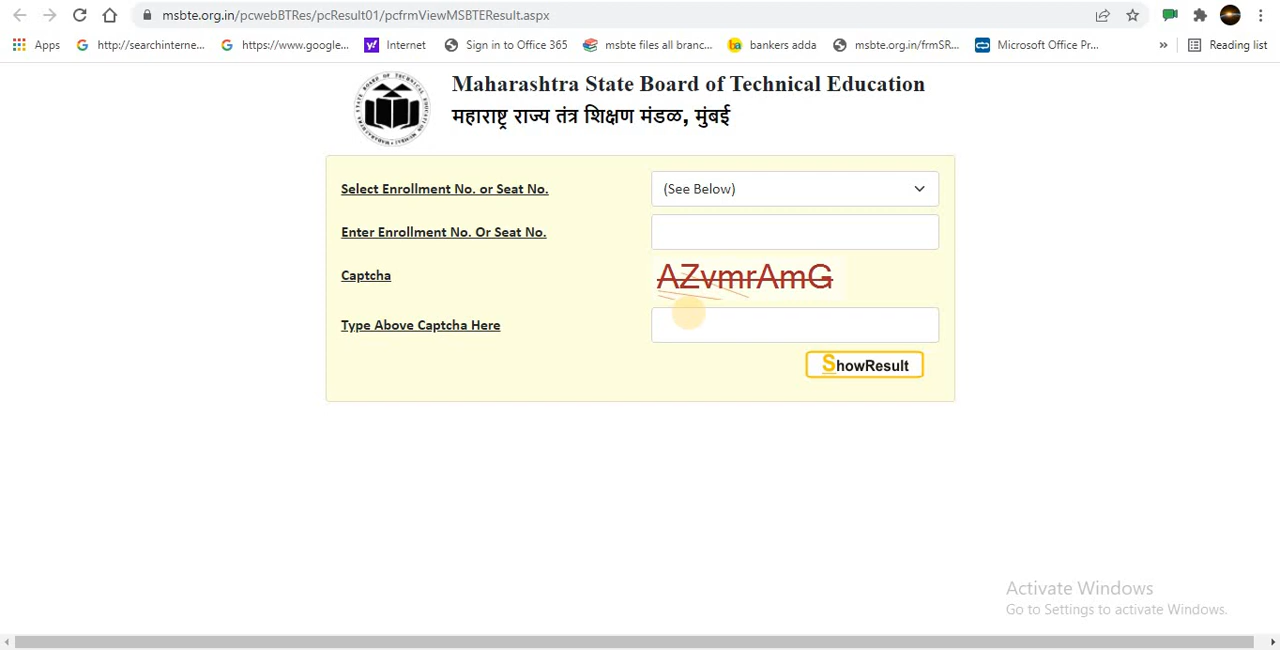 msbte.org.in/pcwebBTRes/pcResult01/pcfrmViewMSBTEResult.aspx
Apps http://searchinterne... https://www.google... Internet Sign in to Office 365 msbte files all branc... bankers adda msbte.org.in/frmSR... Microsoft Office Pr... » Reading list
Maharashtra State Board of Technical Education
महाराष्ट्र राज्य तंत्र शिक्षण मंडळ, मुंबई
Select Enrollment No. or Seat No. (See Below)
Enter Enrollment No. Or Seat No.
Captcha AZvmrAmG
Type Above Captcha Here
ShowResult
Activate Windows
Go to Settings to activate Windows.